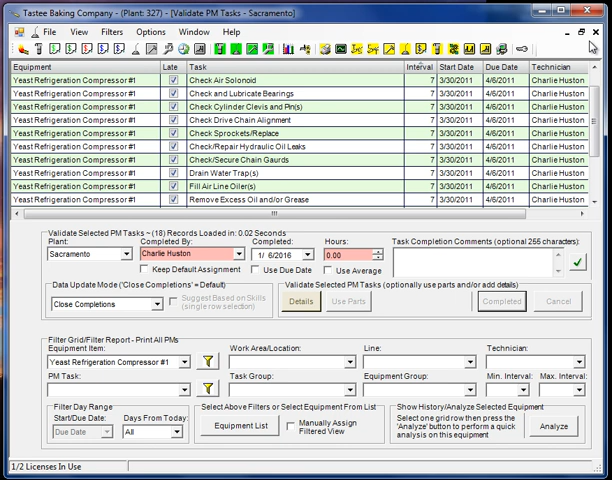 Tastee Baking Company - (Plant: 327) - [Validate PM Tasks - Sacramento]
File View Filters Options Window Help
Equipment Late Task Interval Start Date Due Date Technician
Yeast Refrigeration Compressor #1 Check Air Solonoid 7 3/30/2011 4/6/2011 Charlie Huston
Yeast Refrigeration Compressor #1 Check and Lubricate Bearings 7 3/30/2011 4/6/2011 Charlie Huston
Yeast Refrigeration Compressor #1 Check Cylinder Clevis and Pin(s) 7 3/30/2011 4/6/2011 Charlie Huston
Yeast Refrigeration Compressor #1 Check Drive Chain Alignment 7 3/30/2011 4/6/2011 Charlie Huston
Yeast Refrigeration Compressor #1 Check Sprockets/Replace 7 3/30/2011 4/6/2011 Charlie Huston
Yeast Refrigeration Compressor #1 Check/Repair Hydraulic Oil Leaks 7 3/30/2011 4/6/2011 Charlie Huston
Yeast Refrigeration Compressor #1 Check/Secure Chain Gaurds 7 3/30/2011 4/6/2011 Charlie Huston
Yeast Refrigeration Compressor #1 Drain Water Trap(s) 7 3/30/2011 4/6/2011 Charlie Huston
Yeast Refrigeration Compressor #1 Fill Air Line Oiler(s) 7 3/30/2011 4/6/2011 Charlie Huston
Yeast Refrigeration Compressor #1 Remove Excess Oil and/or Grease 7 3/30/2011 4/6/2011 Charlie Huston
Validate Selected PM Tasks ~ (18) Records Loaded in: 0.02 Seconds
Plant: Completed By: Completed: Hours: Task Completion Comments (optional 255 characters):
Sacramento Charlie Huston 1/ 6/2016 0.00
Keep Default Assignment Use Due Date Use Average
Data Update Mode ('Close Completions' = Default) Validate Selected PM Tasks (optionally use parts and/or add details)
Close Completions Suggest Based on Skills (single row selection) Details Use Parts Completed Cancel
Filter Grid/Filter Report - Print All PMs
Equipment Item: Work Area/Location: Line: Technician:
Yeast Refrigeration Compressor #1
PM Task: Task Group: Equipment Group: Min. Interval: Max. Interval:
Filter Day Range Select Above Filters or Select Equipment From List Show History/Analyze Selected Equipment
Start/Due Date: Days From Today:
Due Date All
Equipment List Manually Assign Filtered View
Select one grid row then press the 'Analyze' button to perform a quick analysis on this equipment
Analyze
1/2 Licenses In Use